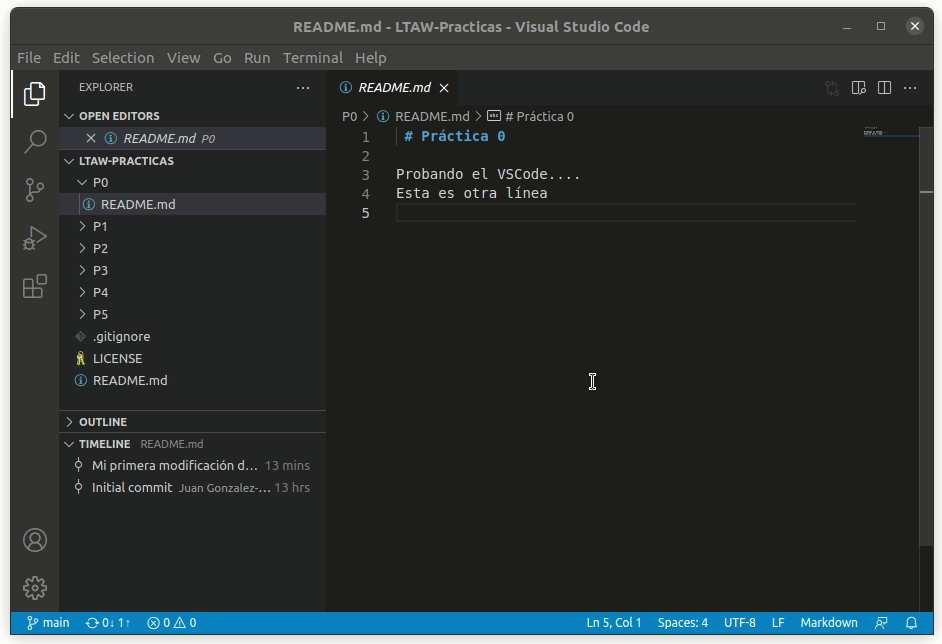 README.md - LTAW-Practicas - Visual Studio Code
File Edit Selection View Go Run Terminal Help
EXPLORER
OPEN EDITORS
README.md P0
LTAW-PRACTICAS
P0
README.md
P1
P2
P3
P4
P5
.gitignore
LICENSE
README.md
OUTLINE
TIMELINE README.md
Mi primera modificación d... 13 mins
Initial commit Juan Gonzalez-... 13 hrs
README.md
P0 > README.md > # Práctica 0
1 # Práctica 0
2
3 Probando el VSCode....
4 Esta es otra línea
5
main 0↓ 1↑ 0 0 Ln 5, Col 1 Spaces: 4 UTF-8 LF Markdown